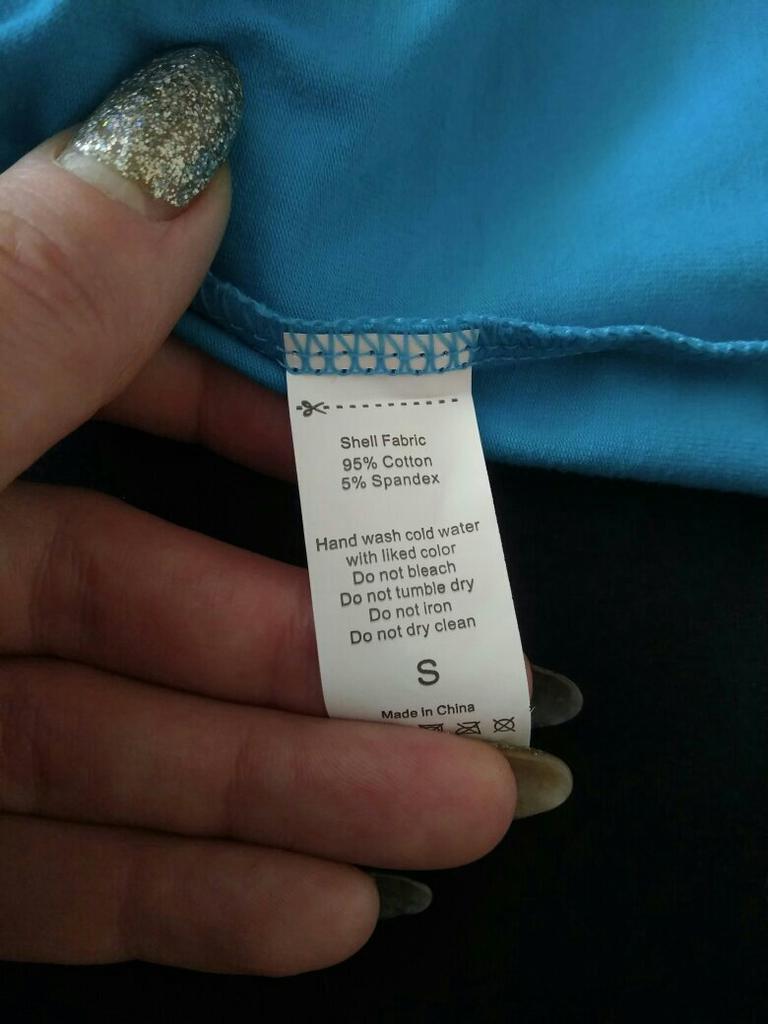 Shell Fabric
95% Cotton
5% Spandex
Hand wash cold water
with liked color
Do not bleach
Do not tumble dry
Do not iron
Do not dry clean
S
Made in China